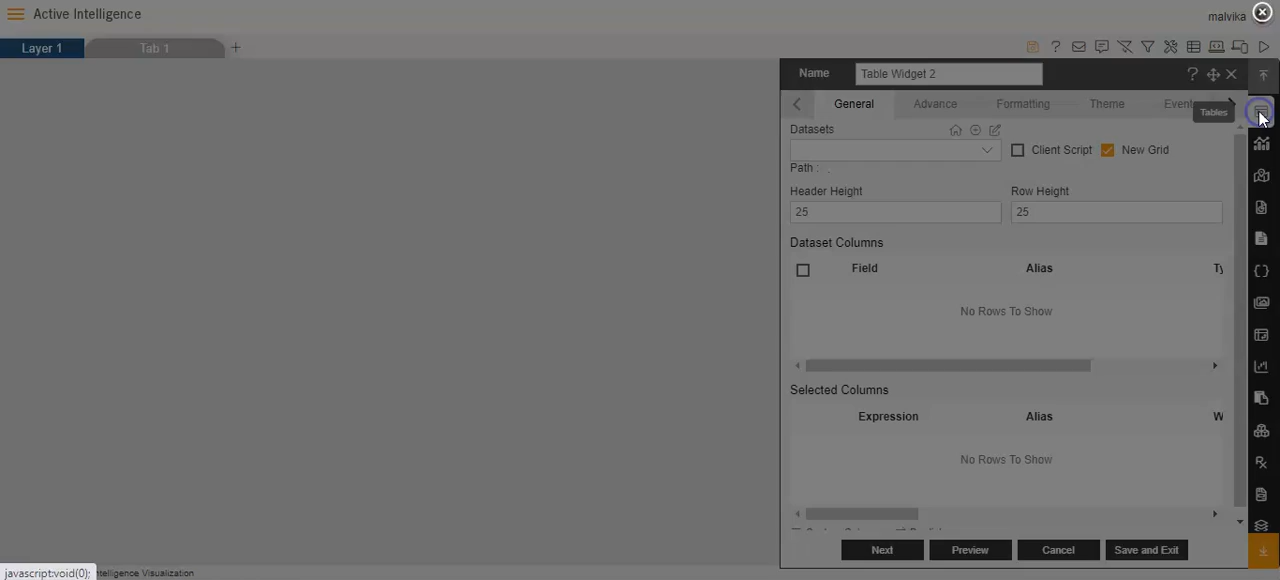 Active Intelligence
malvika
Layer 1
Tab 1
+
Name
Table Widget 2
General
Advance
Formatting
Theme
Tables
Datasets
Client Script
New Grid
Path : .
Header Height
Row Height
25
25
Dataset Columns
Field
Alias
No Rows To Show
Selected Columns
Expression
Alias
W
No Rows To Show
Next
Preview
Cancel
Save and Exit
javascript:void(0);
ntelligence Visualization